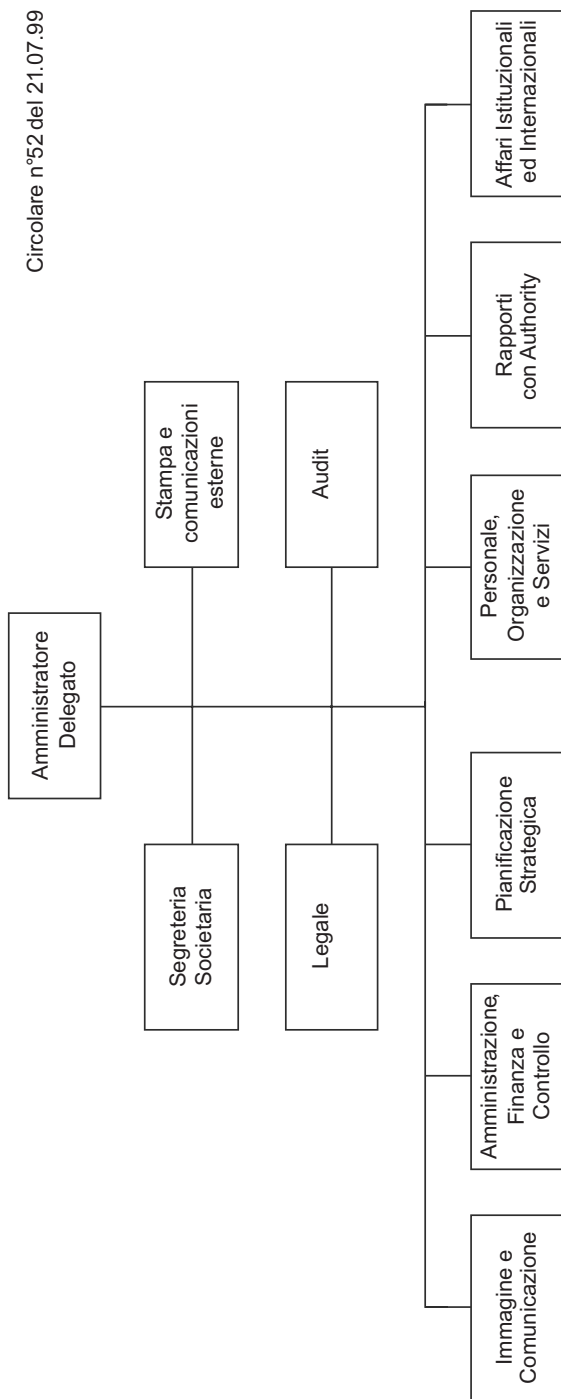 Circolare n°52 del 21.07.99
Amministratore
Delegato
Segreteria
Societaria
Stampa e
comunicazioni
esterne
Legale
Audit
Immagine e
Comunicazione
Amministrazione,
Finanza e
Controllo
Pianificazione
Strategica
Personale,
Organizzazione
e Servizi
Rapporti
con Authority
Affari Istituzionali
ed Internazionali